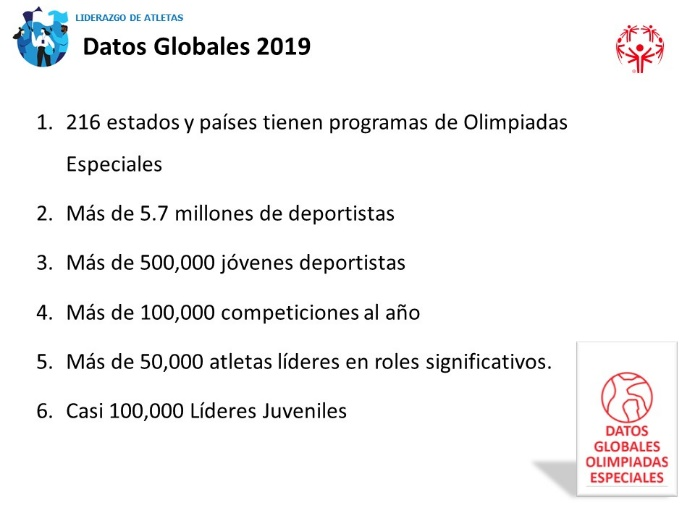 LIDERAZGO DE ATLETAS
Datos Globales 2019
1. 216 estados y países tienen programas de Olimpiadas
Especiales
2. Más de 5.7 millones de deportistas
3. Más de 500,000 jóvenes deportistas
4. Más de 100,000 competiciones al año
5. Más de 50,000 atletas líderes en roles significativos.
6. Casi 100,000 Líderes Juveniles
DATOS
GLOBALES
OLIMPIADAS
ESPECIALES